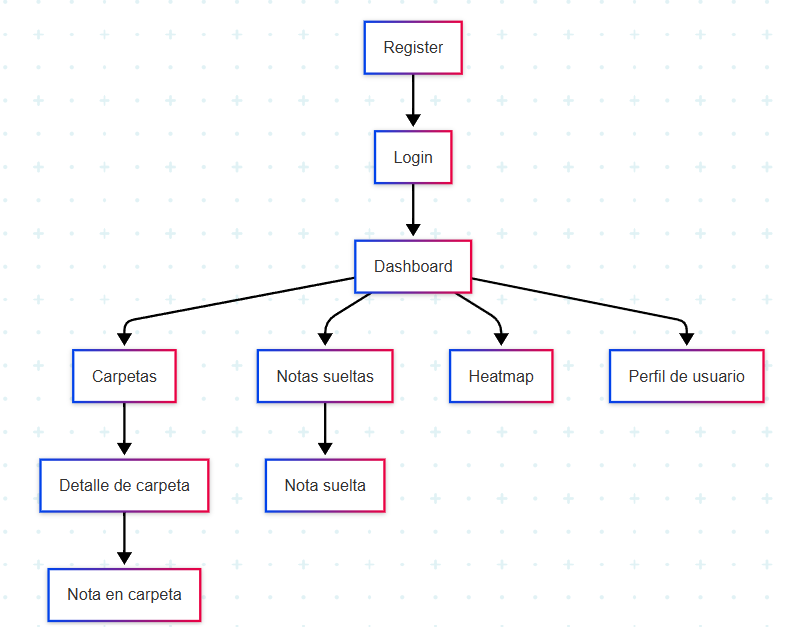 Register
Login
Dashboard
Carpetas
Notas sueltas
Heatmap
Perfil de usuario
Detalle de carpeta
Nota suelta
Nota en carpeta